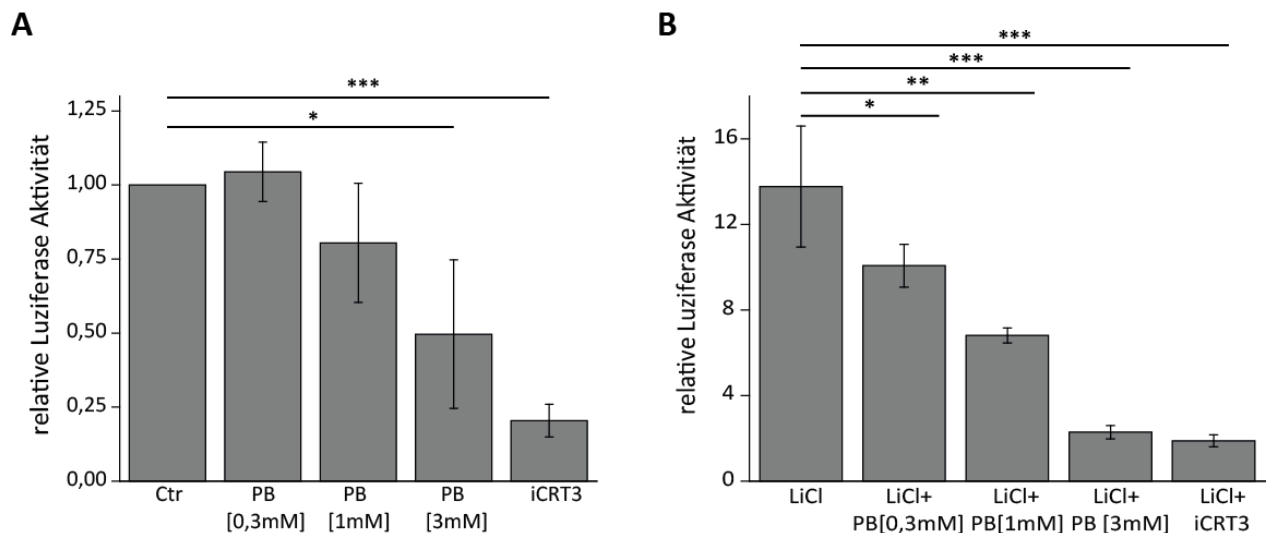 A
relative Luziferase Aktivität
1,25
1,00
0,75
0,50
0,25
0,00
***
*
Ctr
PB
[0,3mM]
PB
[1mM]
PB
[3mM]
iCRT3
B
relative Luziferase Aktivität
16
12
8
4
0
***
***
**
*
LiCl
LiCl+
PB[0,3mM]
LiCl+
PB[1mM]
LiCl+
PB [3mM]
LiCl+
iCRT3